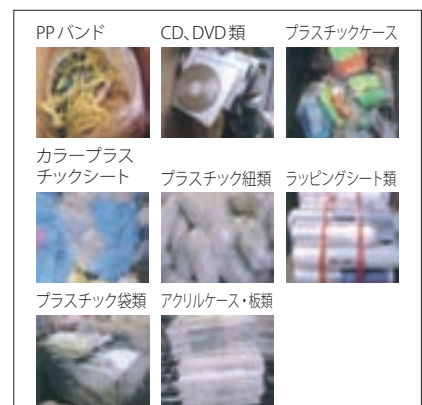 PPバンド
CD、DVD類
プラスチックケース
カラープラス
チックシート
プラスチック紐類
ラッピングシート類
プラスチック袋類
アクリルケース・板類